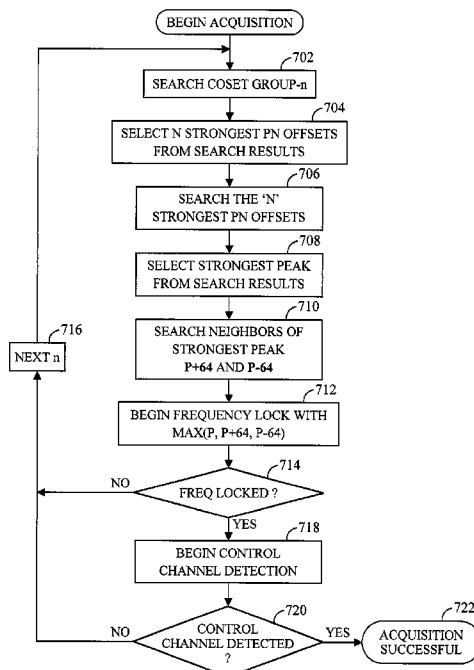 BEGIN ACQUISITION
702
SEARCH COSET GROUP-n
704
SELECT N STRONGEST PN OFFSETS
FROM SEARCH RESULTS
706
SEARCH THE ‘N’
STRONGEST PN OFFSETS
708
SELECT STRONGEST PEAK
FROM SEARCH RESULTS
710
SEARCH NEIGHBORS OF
STRONGEST PEAK
P+64 AND P-64
716
NEXT n
712
BEGIN FREQUENCY LOCK WITH
MAX(P, P+64, P-64)
714
NO
FREQ LOCKED ?
YES
718
BEGIN CONTROL
CHANNEL DETECTION
720
NO
CONTROL
CHANNEL DETECTED
?
YES
722
ACQUISITION
SUCCESSFUL